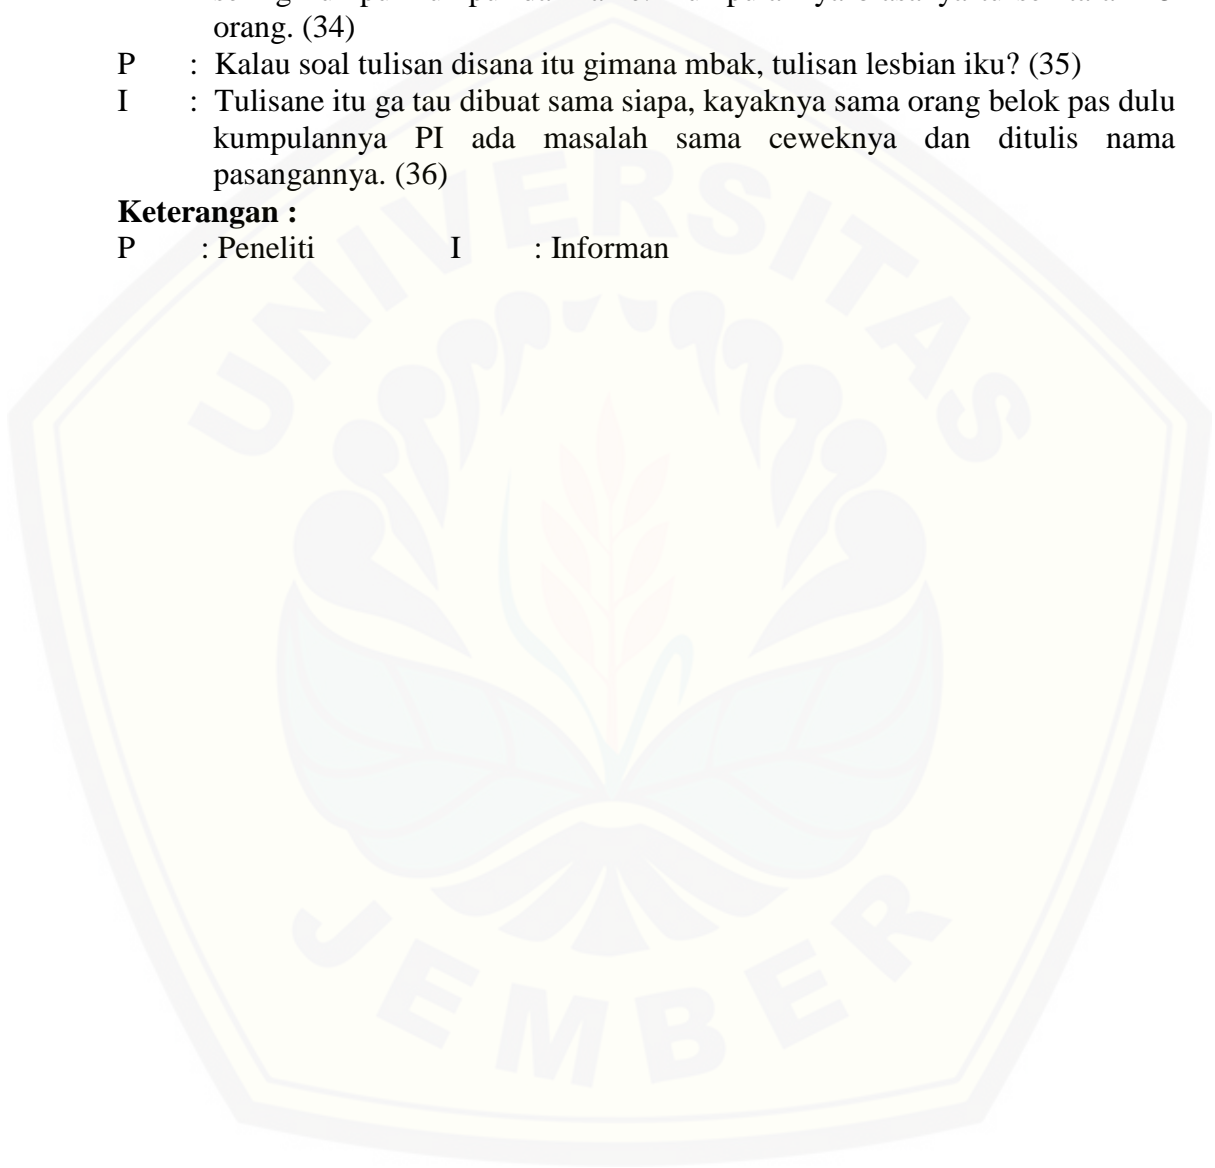 orang. (34)
P : Kalau soal tulisan disana itu gimana mbak, tulisan lesbian iku? (35)
I : Tulisane itu ga tau dibuat sama siapa, kayaknya sama orang belok pas dulu
kumpulannya PI ada masalah sama ceweknya dan ditulis nama
pasangannya. (36)
Keterangan :
P : Peneliti I : Informan
UNIVERSITAS
JEMBER